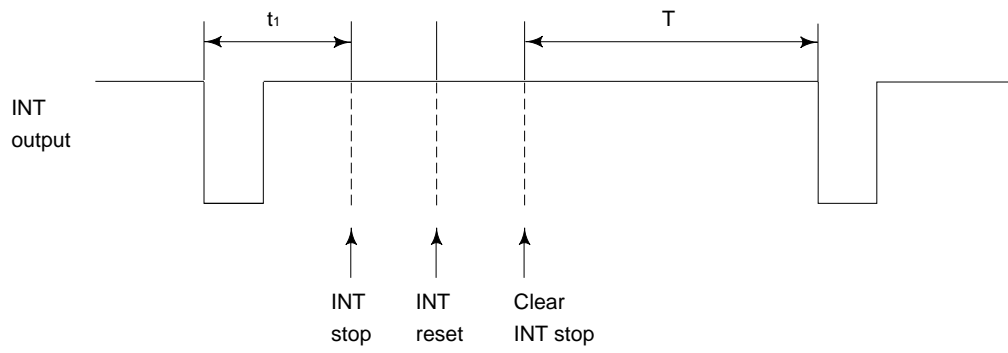 t1
T
INT
output
INT
stop
INT
reset
Clear
INT stop